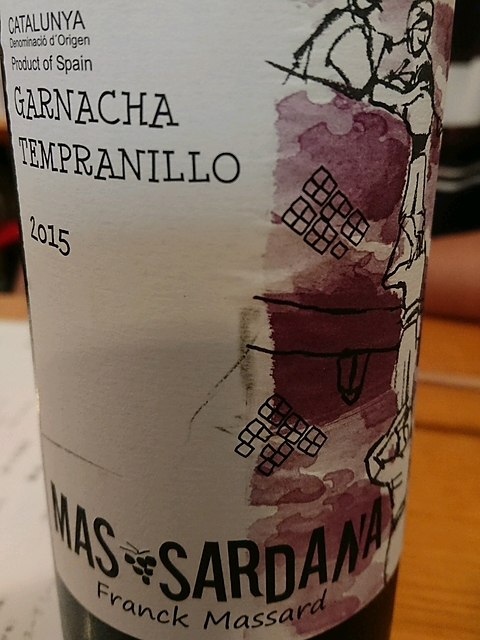 CATALUNYA
Denominació d'Origen
Product of Spain
GARNACHA
TEMPRANILLO
2015
MAS SARDANA
Franck Massard